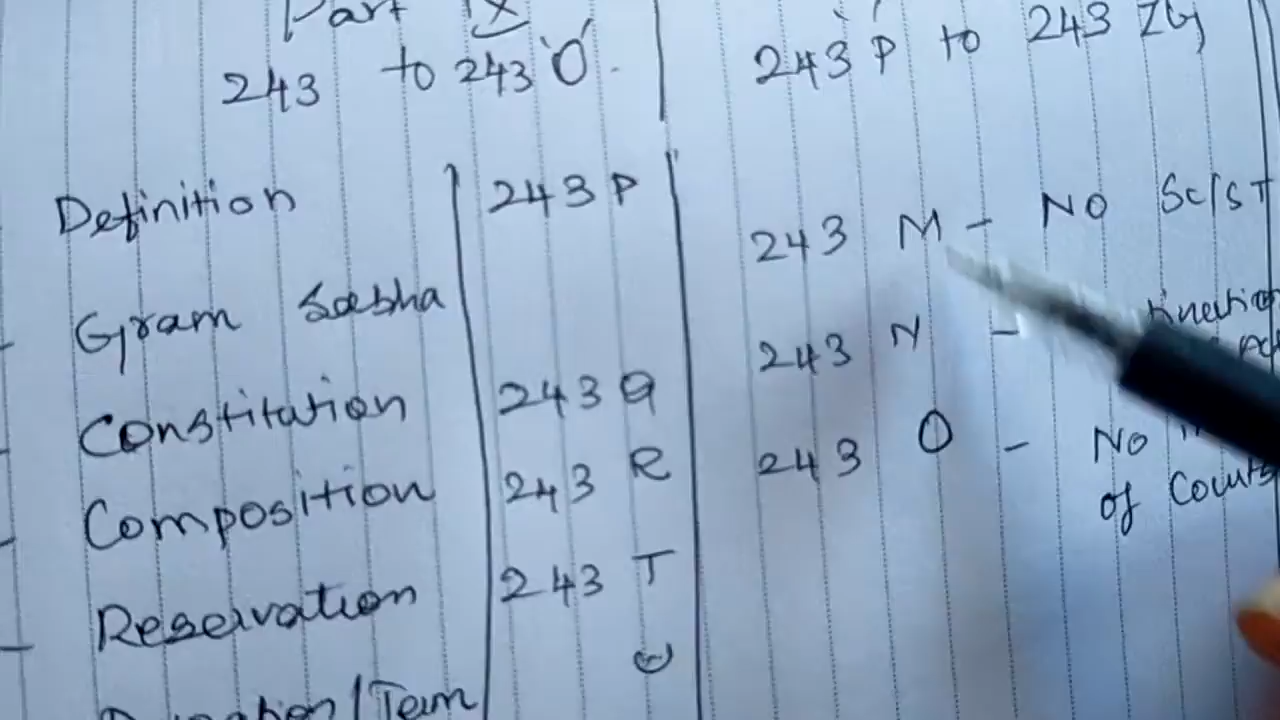 Part IX
243 to 243 'O'.
243 P to 243 ZG
Definition 243 P
Gram Sabha
Constitution 243 Q
Composition 243 R
Reservation 243 T
/Term U
243 M - No SC/ST
243 N -
243 O - No
of Courts